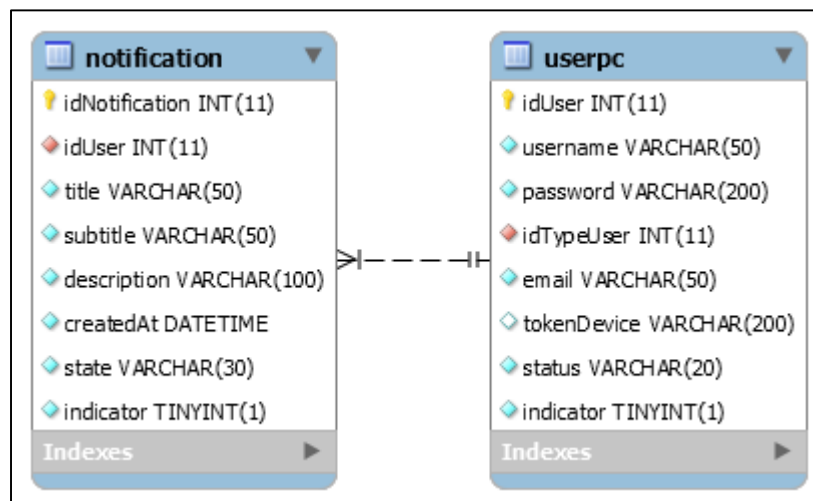 notification
idNotification INT(11)
idUser INT(11)
title VARCHAR(50)
subtitle VARCHAR(50)
description VARCHAR(100)
createdAt DATETIME
state VARCHAR(30)
indicator TINYINT(1)
Indexes
userpc
idUser INT(11)
username VARCHAR(50)
password VARCHAR(200)
idTypeUser INT(11)
email VARCHAR(50)
tokenDevice VARCHAR(200)
status VARCHAR(20)
indicator TINYINT(1)
Indexes